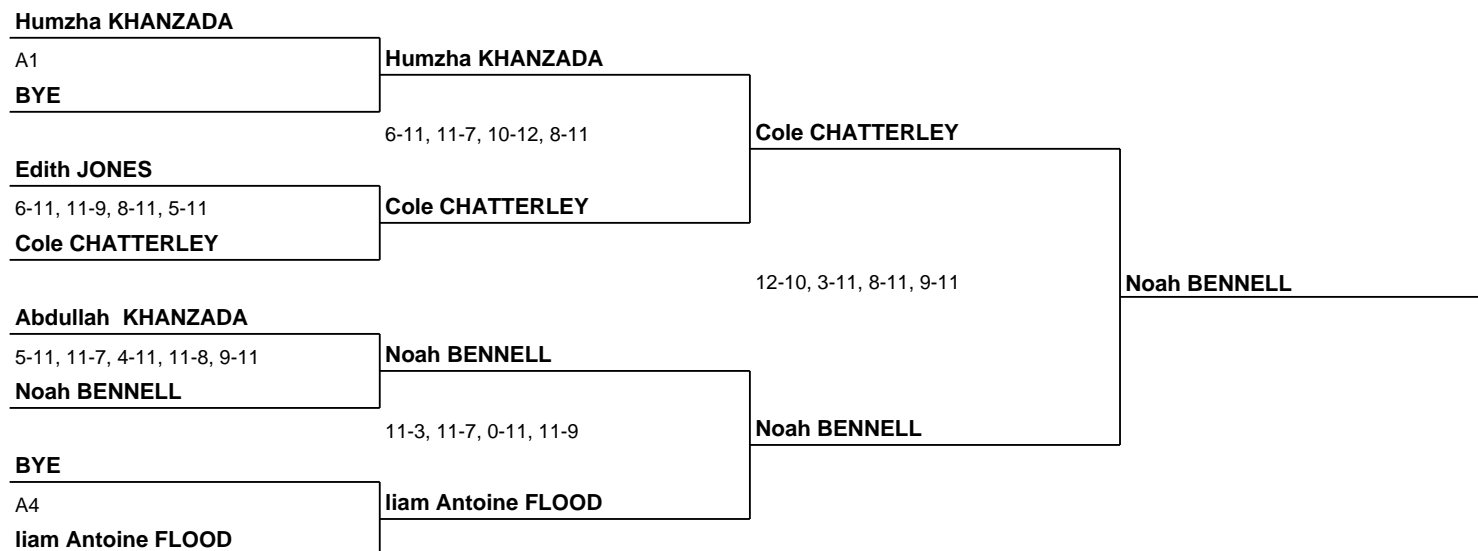 Humzha KHANZADA
A1
BYE
Humzha KHANZADA
6-11, 11-7, 10-12, 8-11
Cole CHATTERLEY
Edith JONES
6-11, 11-9, 8-11, 5-11
Cole CHATTERLEY
Cole CHATTERLEY
12-10, 3-11, 8-11, 9-11
Noah BENNELL
Abdullah KHANZADA
5-11, 11-7, 4-11, 11-8, 9-11
Noah BENNELL
Noah BENNELL
11-3, 11-7, 0-11, 11-9
Noah BENNELL
BYE
A4
liam Antoine FLOOD
liam Antoine FLOOD